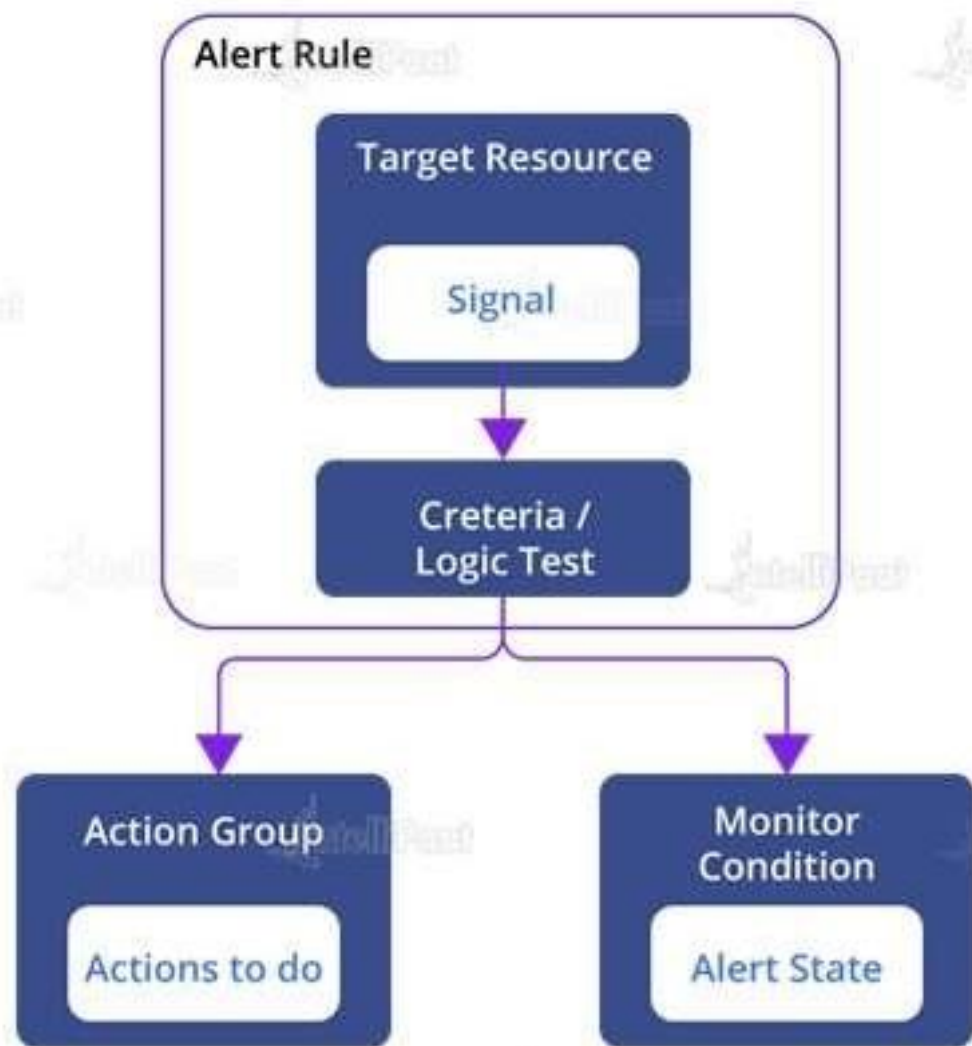 Alert Rule
Target Resource
Signal
Creteria /
Logic Test
Action Group
Actions to do
Monitor
Condition
Alert State